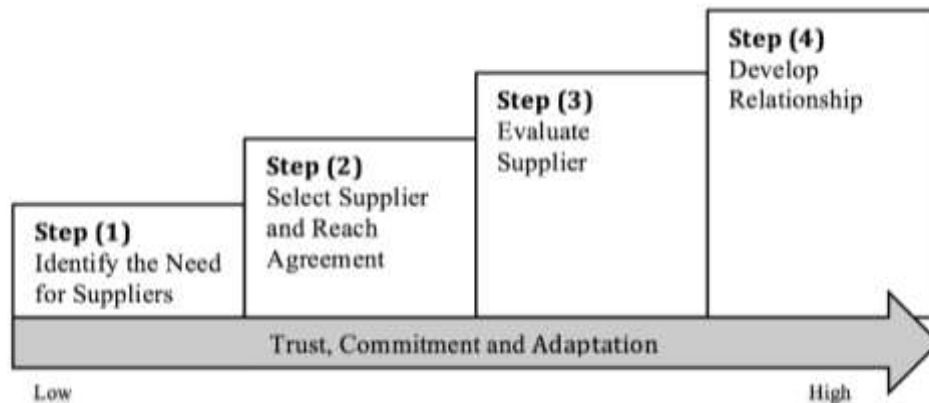 Step (1)
Identify the Need
for Suppliers
Step (2)
Select Supplier
and Reach
Agreement
Step (3)
Evaluate
Supplier
Step (4)
Develop
Relationship
Trust, Commitment and Adaptation
Low
High